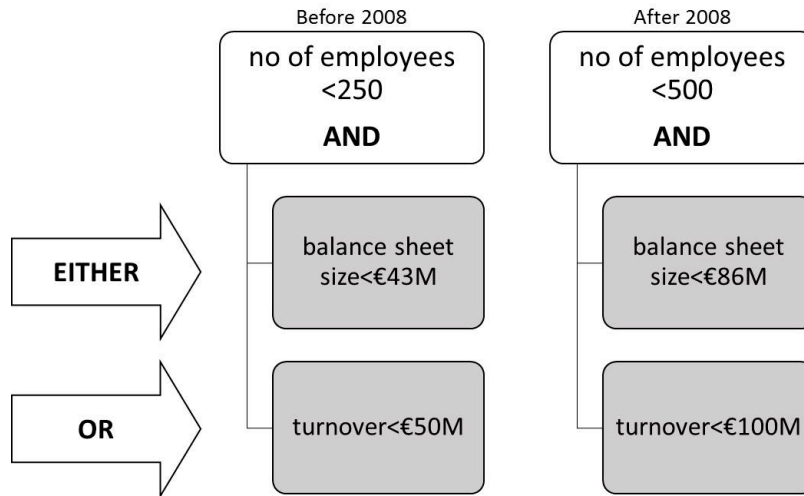 Before 2008
After 2008
no of employees
<250
AND
no of employees
<500
AND
EITHER
balance sheet
size<€43M
balance sheet
size<€86M
OR
turnover<€50M
turnover<€100M